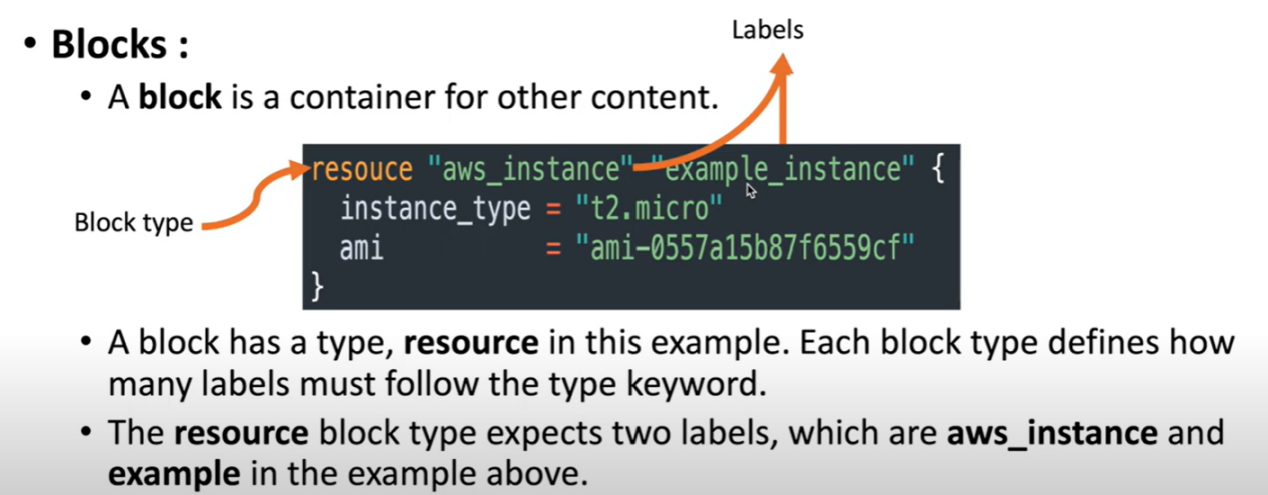 Labels
• Blocks :
• A block is a container for other content.
resouce "aws_instance" "example_instance" {
instance_type = "t2.micro"
Block type
ami = "ami-0557a15b87f6559cf"
}
• A block has a type, resource in this example. Each block type defines how
many labels must follow the type keyword.
• The resource block type expects two labels, which are aws_instance and
example in the example above.